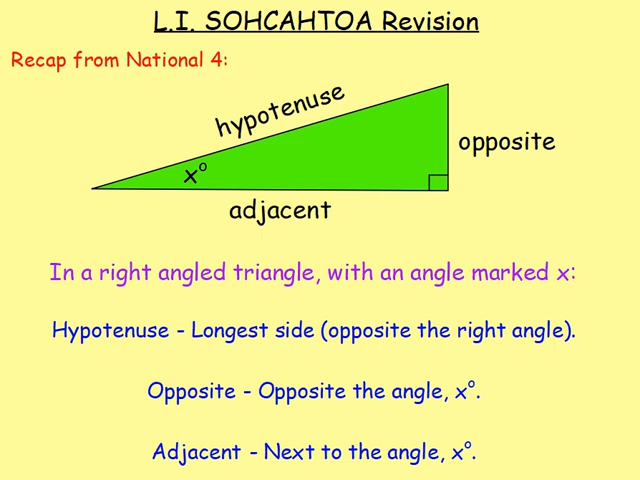 L.I. SOHCAHTOA Revision
Recap from National 4:
hypotenuse
opposite
x°
adjacent
In a right angled triangle, with an angle marked x:
Hypotenuse - Longest side (opposite the right angle).
Opposite - Opposite the angle, x°.
Adjacent - Next to the angle, x°.